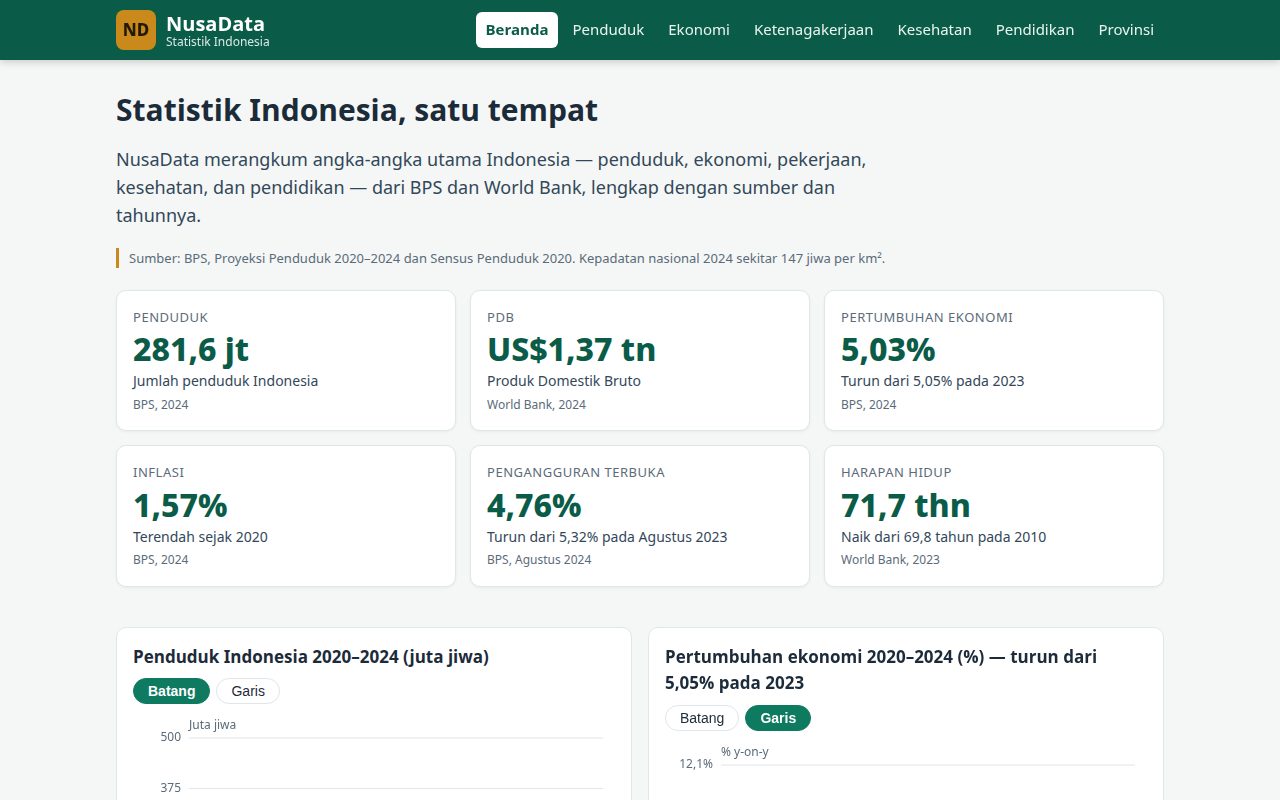 ND
NusaData
Statistik Indonesia
Beranda
Penduduk
Ekonomi
Ketenagakerjaan
Kesehatan
Pendidikan
Provinsi
Statistik Indonesia, satu tempat
NusaData merangkum angka-angka utama Indonesia — penduduk, ekonomi, pekerjaan,
kesehatan, dan pendidikan — dari BPS dan World Bank, lengkap dengan sumber dan
tahunnya.
Sumber: BPS, Proyeksi Penduduk 2020–2024 dan Sensus Penduduk 2020. Kepadatan nasional 2024 sekitar 147 jiwa per km².
PENDUDUK
281,6 jt
Jumlah penduduk Indonesia
BPS, 2024
PDB
US$1,37 tn
Produk Domestik Bruto
World Bank, 2024
PERTUMBUHAN EKONOMI
5,03%
Turun dari 5,05% pada 2023
BPS, 2024
INFLASI
1,57%
Terendah sejak 2020
BPS, 2024
PENGANGGURAN TERBUKA
4,76%
Turun dari 5,32% pada Agustus 2023
BPS, Agustus 2024
HARAPAN HIDUP
71,7 thn
Naik dari 69,8 tahun pada 2010
World Bank, 2023
Penduduk Indonesia 2020–2024 (juta jiwa)
Batang
Garis
Juta jiwa
500
375
Pertumbuhan ekonomi 2020–2024 (%) — turun dari
5,05% pada 2023
Batang
Garis
% y-on-y
12,1%